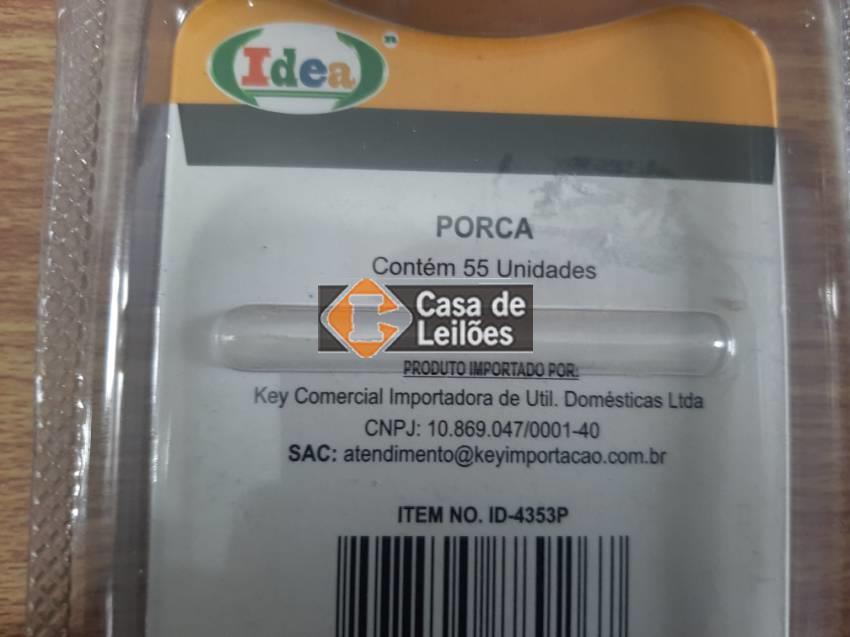 Idea
PORCA
Contém 55 Unidades
Casa de
Leilões
PRODUTO IMPORTADO POR:
Key Comercial Importadora de Util. Domésticas Ltda
CNPJ: 10.869.047/0001-40
SAC: atendimento@keyimportacao.com.br
ITEM NO. ID-4353P